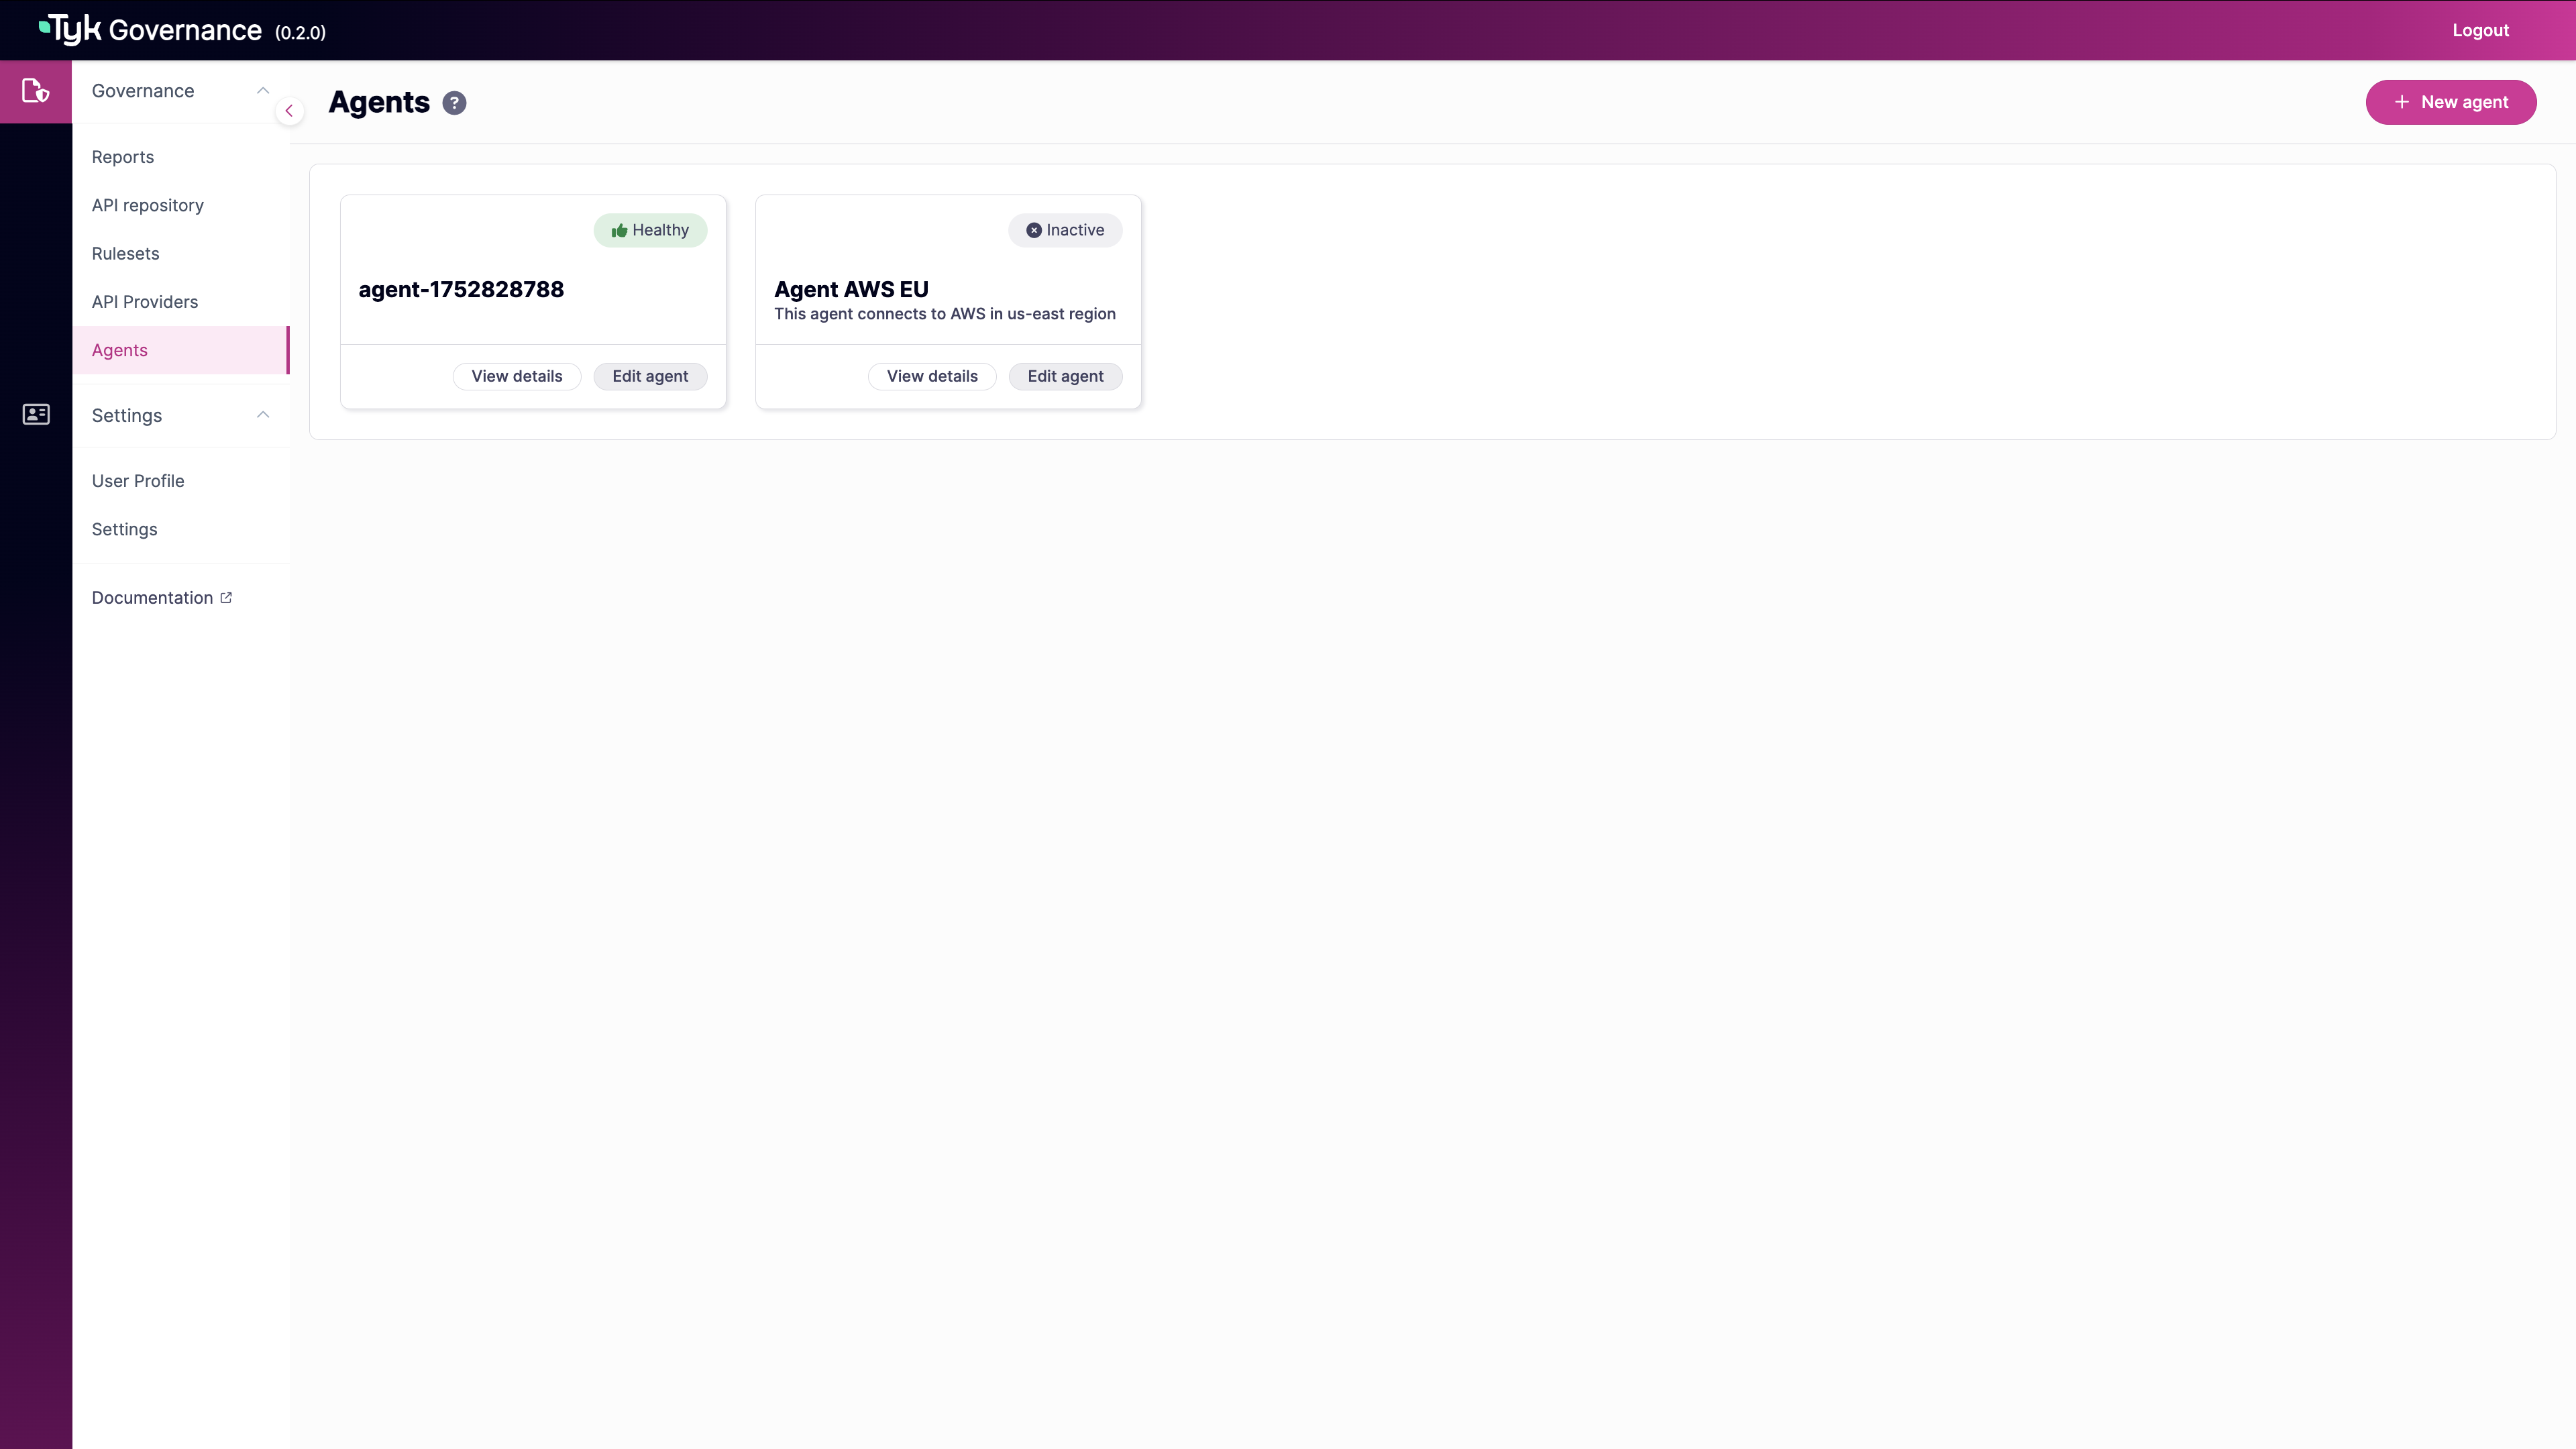 Tyk Governance (0.2.0)
Logout
Governance
Reports
API repository
Rulesets
API Providers
Agents
Settings
User Profile
Settings
Documentation
Agents ?
+ New agent
Healthy
agent-1752828788
View details
Edit agent
Inactive
Agent AWS EU
This agent connects to AWS in us-east region
View details
Edit agent